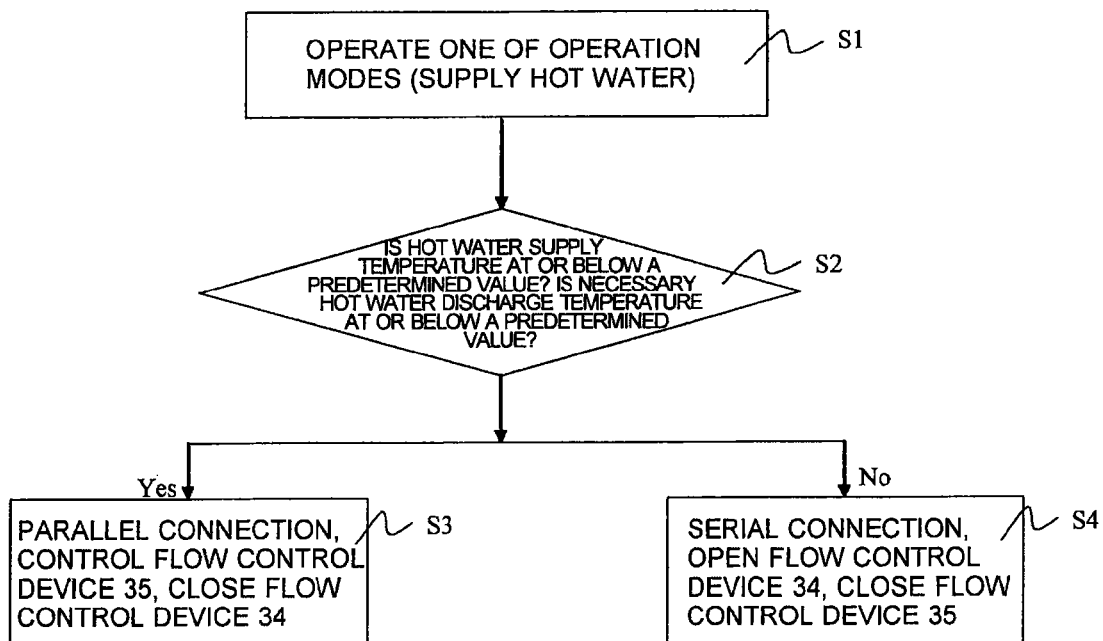 OPERATE ONE OF OPERATION
MODES (SUPPLY HOT WATER)
S1
IS HOT WATER SUPPLY
TEMPERATURE AT OR BELOW A
PREDETERMINED VALUE? IS NECESSARY
HOT WATER DISCHARGE TEMPERATURE
AT OR BELOW A PREDETERMINED
VALUE?
S2
Yes
No
PARALLEL CONNECTION,
CONTROL FLOW CONTROL
DEVICE 35, CLOSE FLOW
CONTROL DEVICE 34
S3
SERIAL CONNECTION,
OPEN FLOW CONTROL
DEVICE 34, CLOSE FLOW
CONTROL DEVICE 35
S4